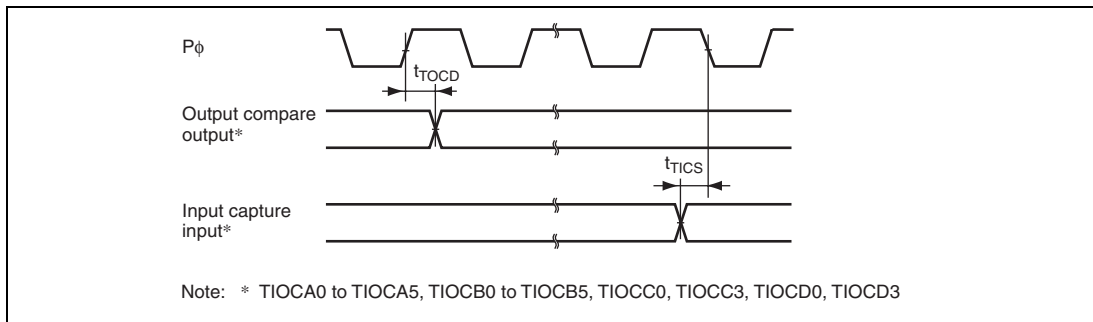 Pϕ
tTOCD
Output compare
output*
tTICS
Input capture
input*
Note: * TIOCA0 to TIOCA5, TIOCB0 to TIOCB5, TIOCC0, TIOCC3, TIOCD0, TIOCD3